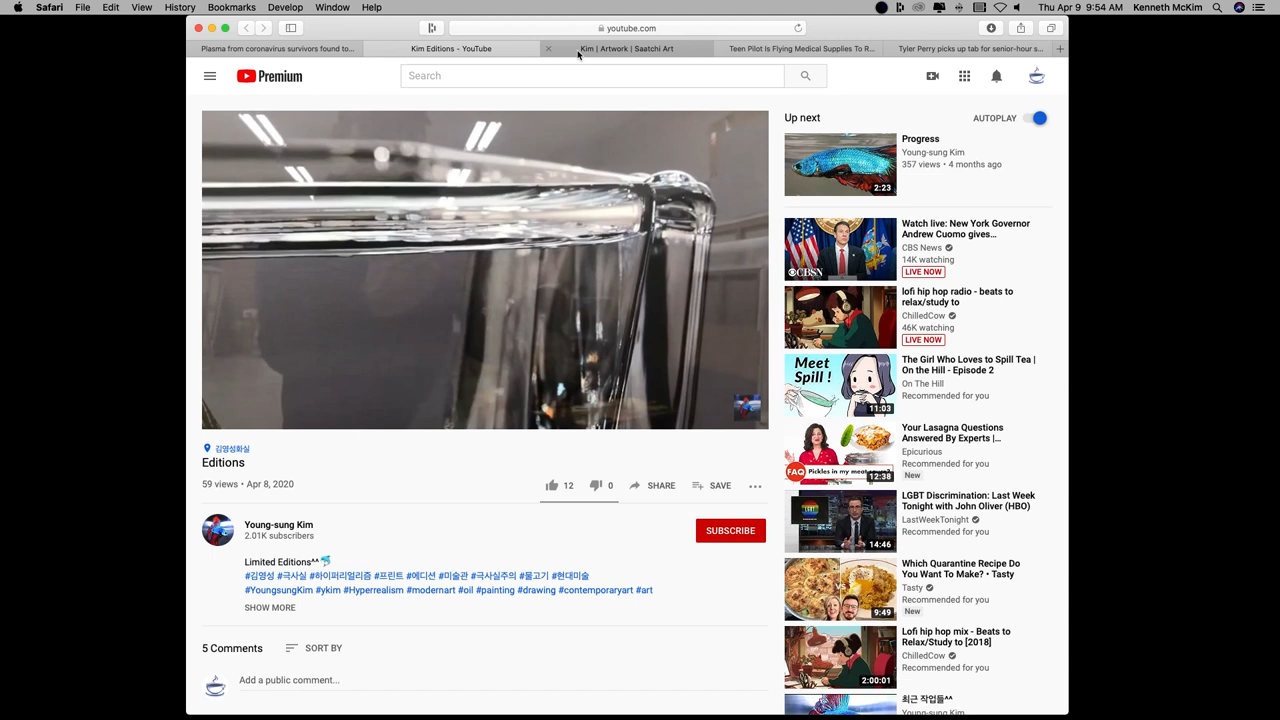 Safari File Edit View History Bookmarks Develop Window Help
Thu Apr 9 9:54 AM Kenneth McKim
youtube.com
Plasma from coronavirus survivors found to...
Kim Editions - YouTube
Kim | Artwork | Saatchi Art
Teen Pilot Is Flying Medical Supplies To R...
Tyler Perry picks up tab for senior-hour s...
Premium
Search
김영성화실
Editions
59 views • Apr 8, 2020
12
0
SHARE
SAVE
Young-sung Kim
2.01K subscribers
SUBSCRIBE
Limited Editions^^
#김영성 #극사실 #하이퍼리얼리즘 #프린트 #에디션 #미술관 #극사실주의 #물고기 #현대미술
#YoungsungKim #ykim #Hyperrealism #modernart #oil #painting #drawing #contemporaryart #art
SHOW MORE
5 Comments
SORT BY
Add a public comment...
Up next
AUTOPLAY
2:23
Progress
Young-sung Kim
357 views • 4 months ago
CBSN
Watch live: New York Governor
Andrew Cuomo gives...
CBS News
14K watching
LIVE NOW
lofi hip hop radio - beats to
relax/study to
ChilledCow
46K watching
LIVE NOW
Meet
Spill !
11:03
The Girl Who Loves to Spill Tea |
On the Hill - Episode 2
On The Hill
Recommended for you
FAQ
Pickles in my meat
12:38
Your Lasagna Questions
Answered By Experts |...
Epicurious
Recommended for you
New
14:46
LGBT Discrimination: Last Week
Tonight with John Oliver (HBO)
LastWeekTonight
Recommended for you
9:49
Which Quarantine Recipe Do
You Want To Make? • Tasty
Tasty
Recommended for you
New
2:00:01
Lofi hip hop mix - Beats to
Relax/Study to [2018]
ChilledCow
Recommended for you
최근 작업들^^
Young-sung Kim